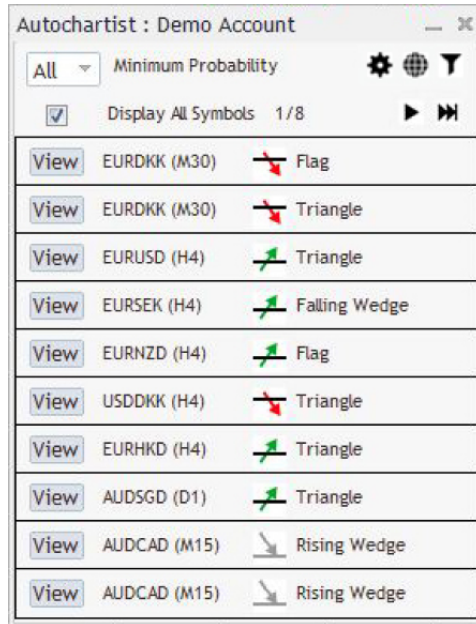 Autochartist : Demo Account
All Minimum Probability
Display All Symbols 1/8
View EURDKK (M30) Flag
View EURDKK (M30) Triangle
View EURUSD (H4) Triangle
View EURSEK (H4) Falling Wedge
View EURNZD (H4) Flag
View USDDKK (H4) Triangle
View EURHKD (H4) Triangle
View AUDSGD (D1) Triangle
View AUDCAD (M15) Rising Wedge
View AUDCAD (M15) Rising Wedge